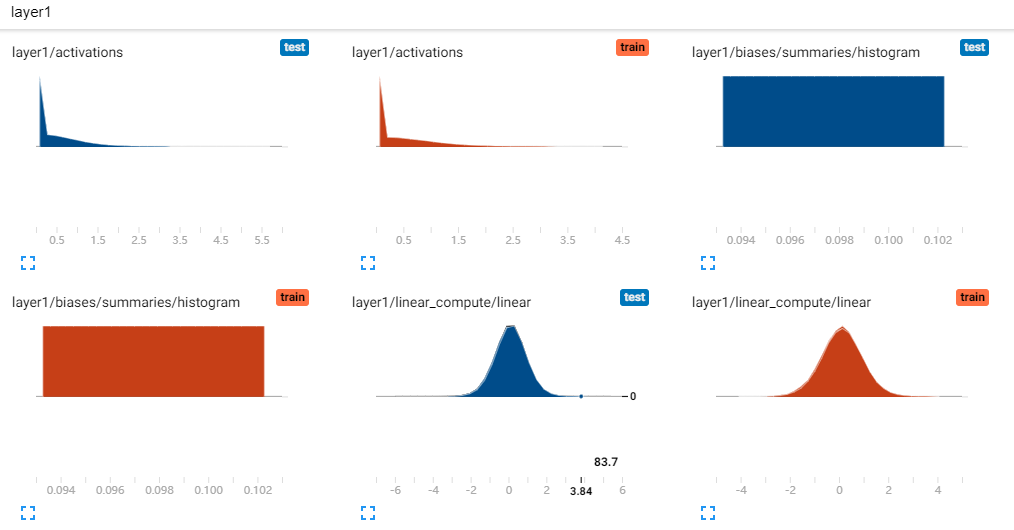 layer1
layer1/activations test
layer1/activations train
layer1/biases/summaries/histogram test
0.5 1.5 2.5 3.5 4.5 5.5
0.5 1.5 2.5 3.5 4.5
0.094 0.096 0.098 0.100 0.102
layer1/biases/summaries/histogram train
layer1/linear_compute/linear test
layer1/linear_compute/linear train
0
83.7
0.094 0.096 0.098 0.100 0.102
-6 -4 -2 0 2 3.84 6
-4 -2 0 2 4